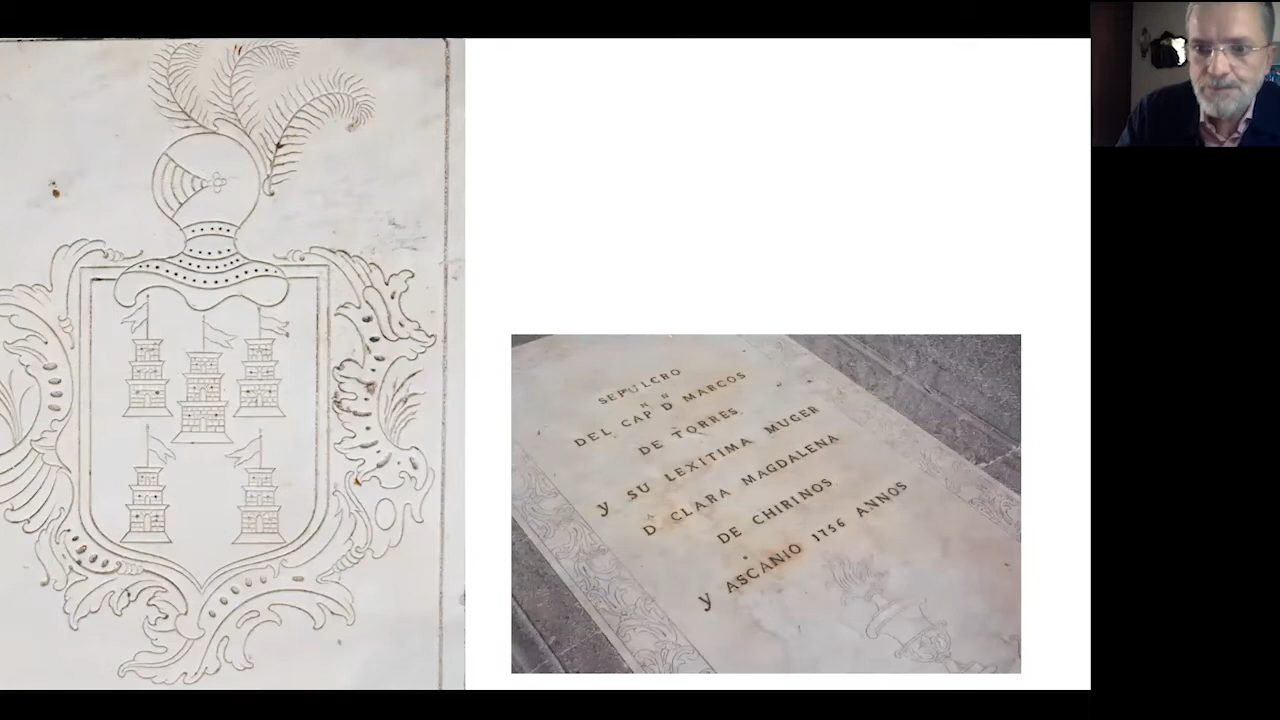 SEPULCRO
DEL CAP D MARCOS
DE TORRES
Y SU LEXITIMA MUGER
D CLARA MAGDALENA
DE CHIRINOS
Y ASCANIO 1756 ANNOS